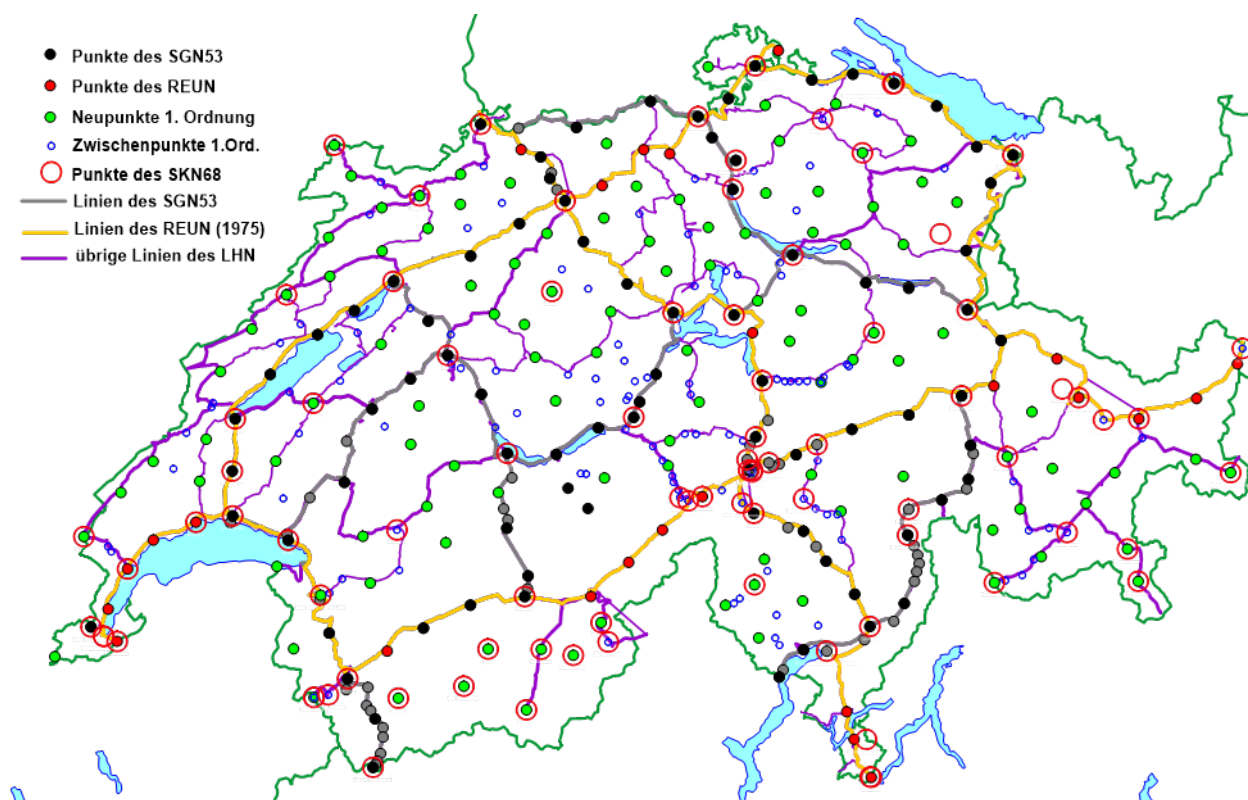 Punkte des SGN53
Punkte des REUN
Neupunkte 1. Ordnung
Zwischenpunkte 1.Ord.
Punkte des SKN68
Linien des SGN53
Linien des REUN (1975)
übrige Linien des LHN